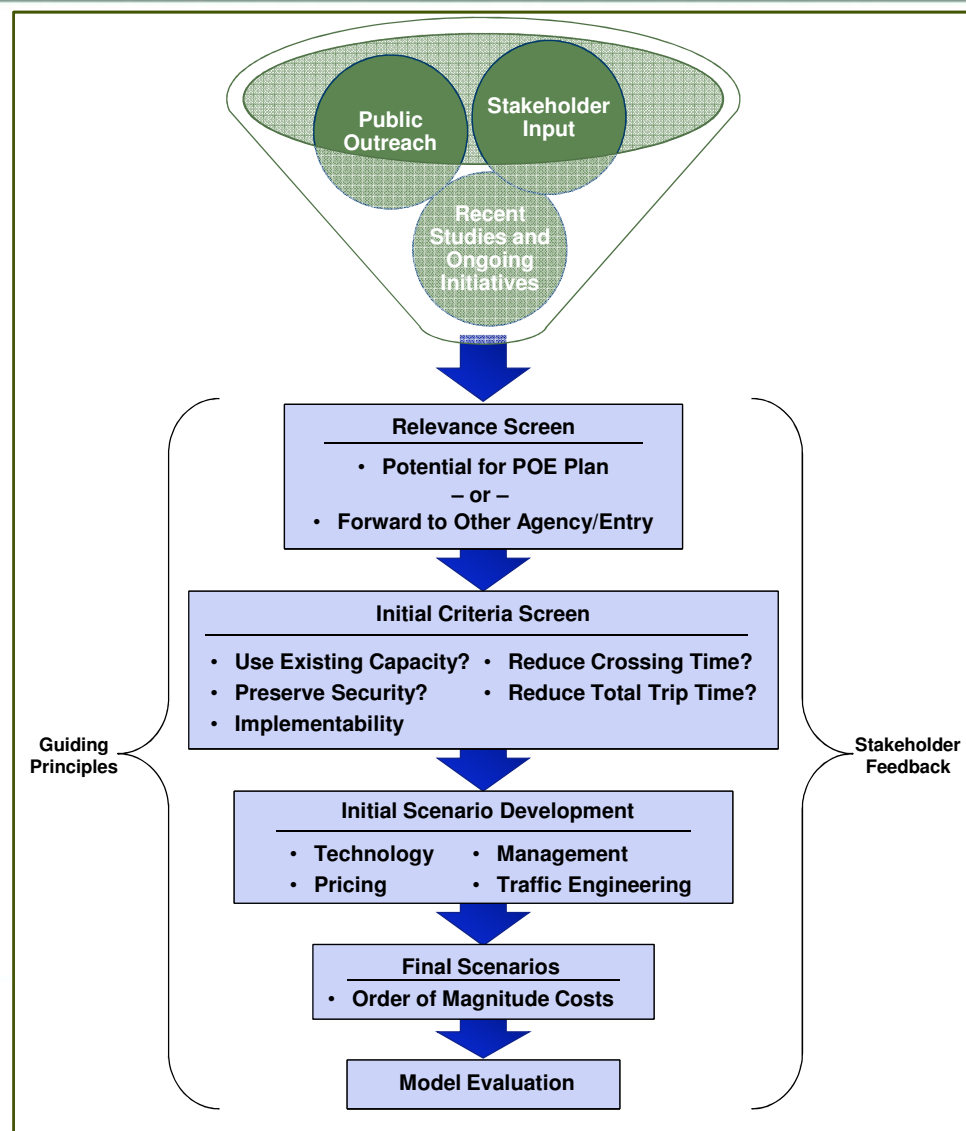 Public
Outreach
Stakeholder
Input
Recent
Studies and
Ongoing
Initiatives
Relevance Screen
• Potential for POE Plan
– or –
• Forward to Other Agency/Entry
Initial Criteria Screen
• Use Existing Capacity?
• Preserve Security?
• Implementability
• Reduce Crossing Time?
• Reduce Total Trip Time?
Guiding
Principles
Stakeholder
Feedback
Initial Scenario Development
• Technology
• Pricing
• Management
• Traffic Engineering
Final Scenarios
• Order of Magnitude Costs
Model Evaluation